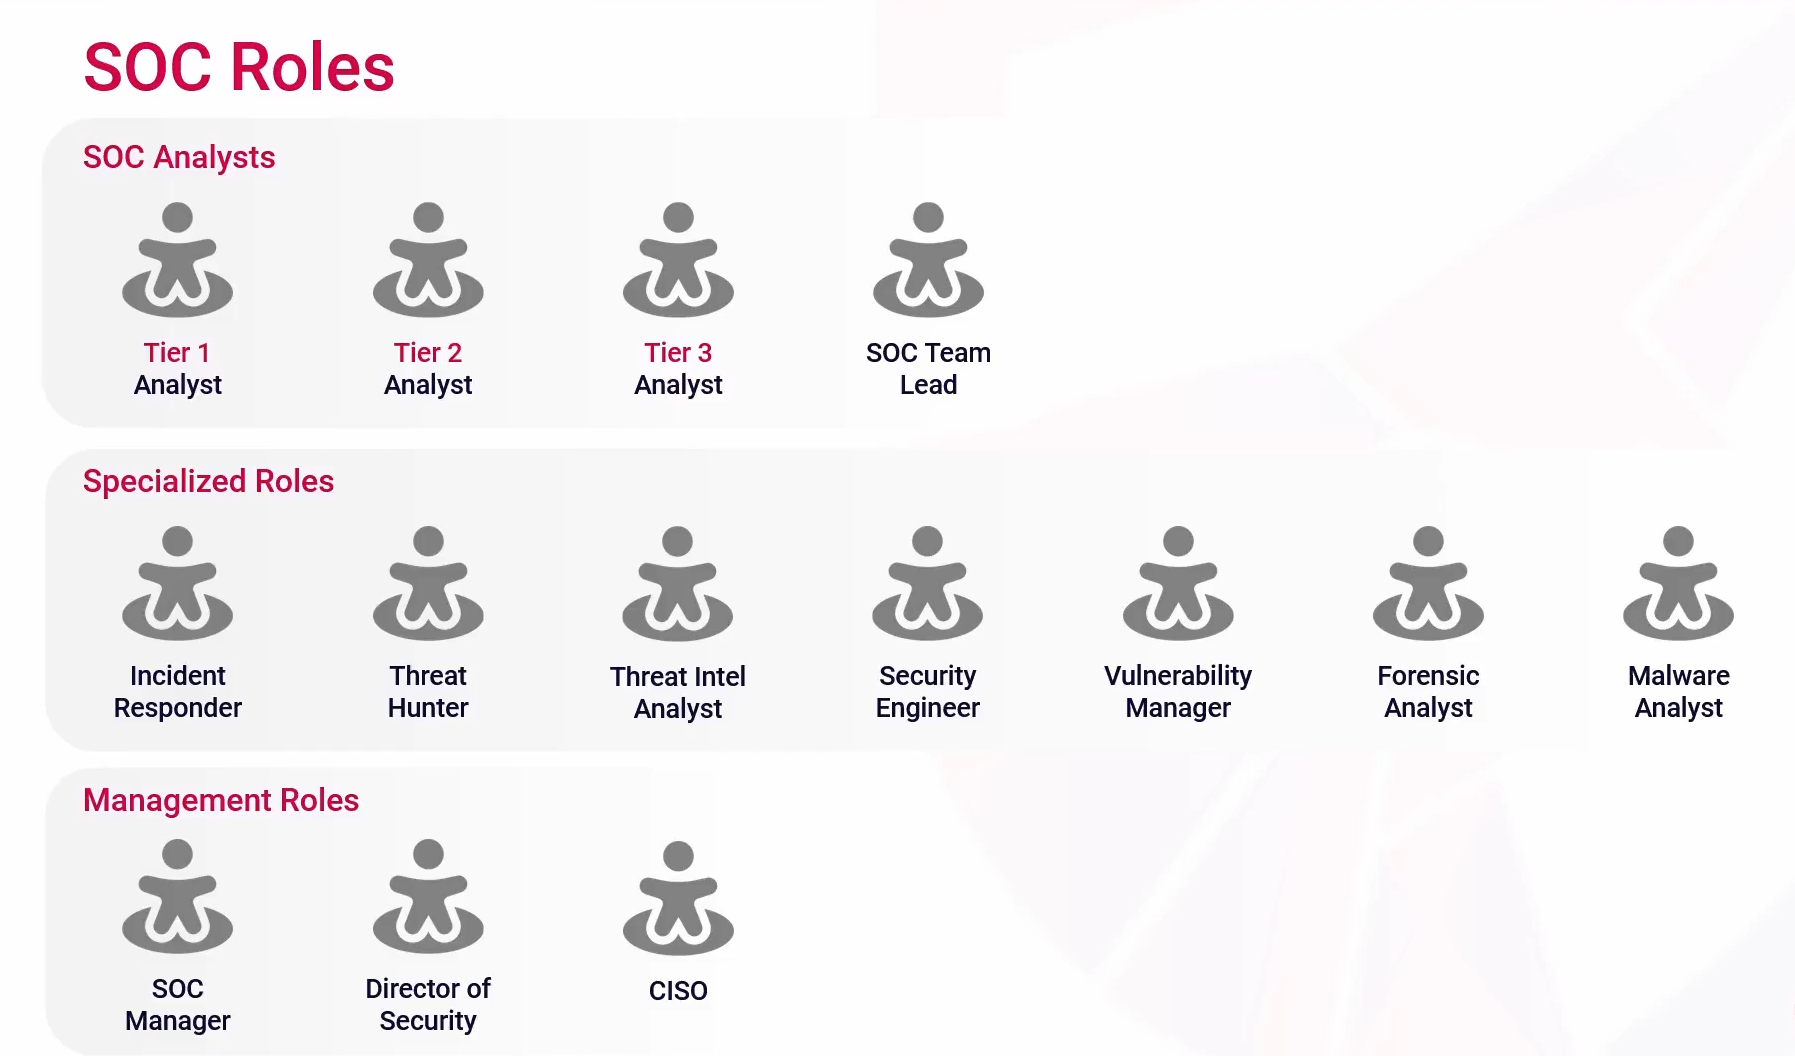 SOC Roles
SOC Analysts
Tier 1
Analyst
Tier 2
Analyst
Tier 3
Analyst
SOC Team
Lead
Specialized Roles
Incident
Responder
Threat
Hunter
Threat Intel
Analyst
Security
Engineer
Vulnerability
Manager
Forensic
Analyst
Malware
Analyst
Management Roles
SOC
Manager
Director of
Security
CISO